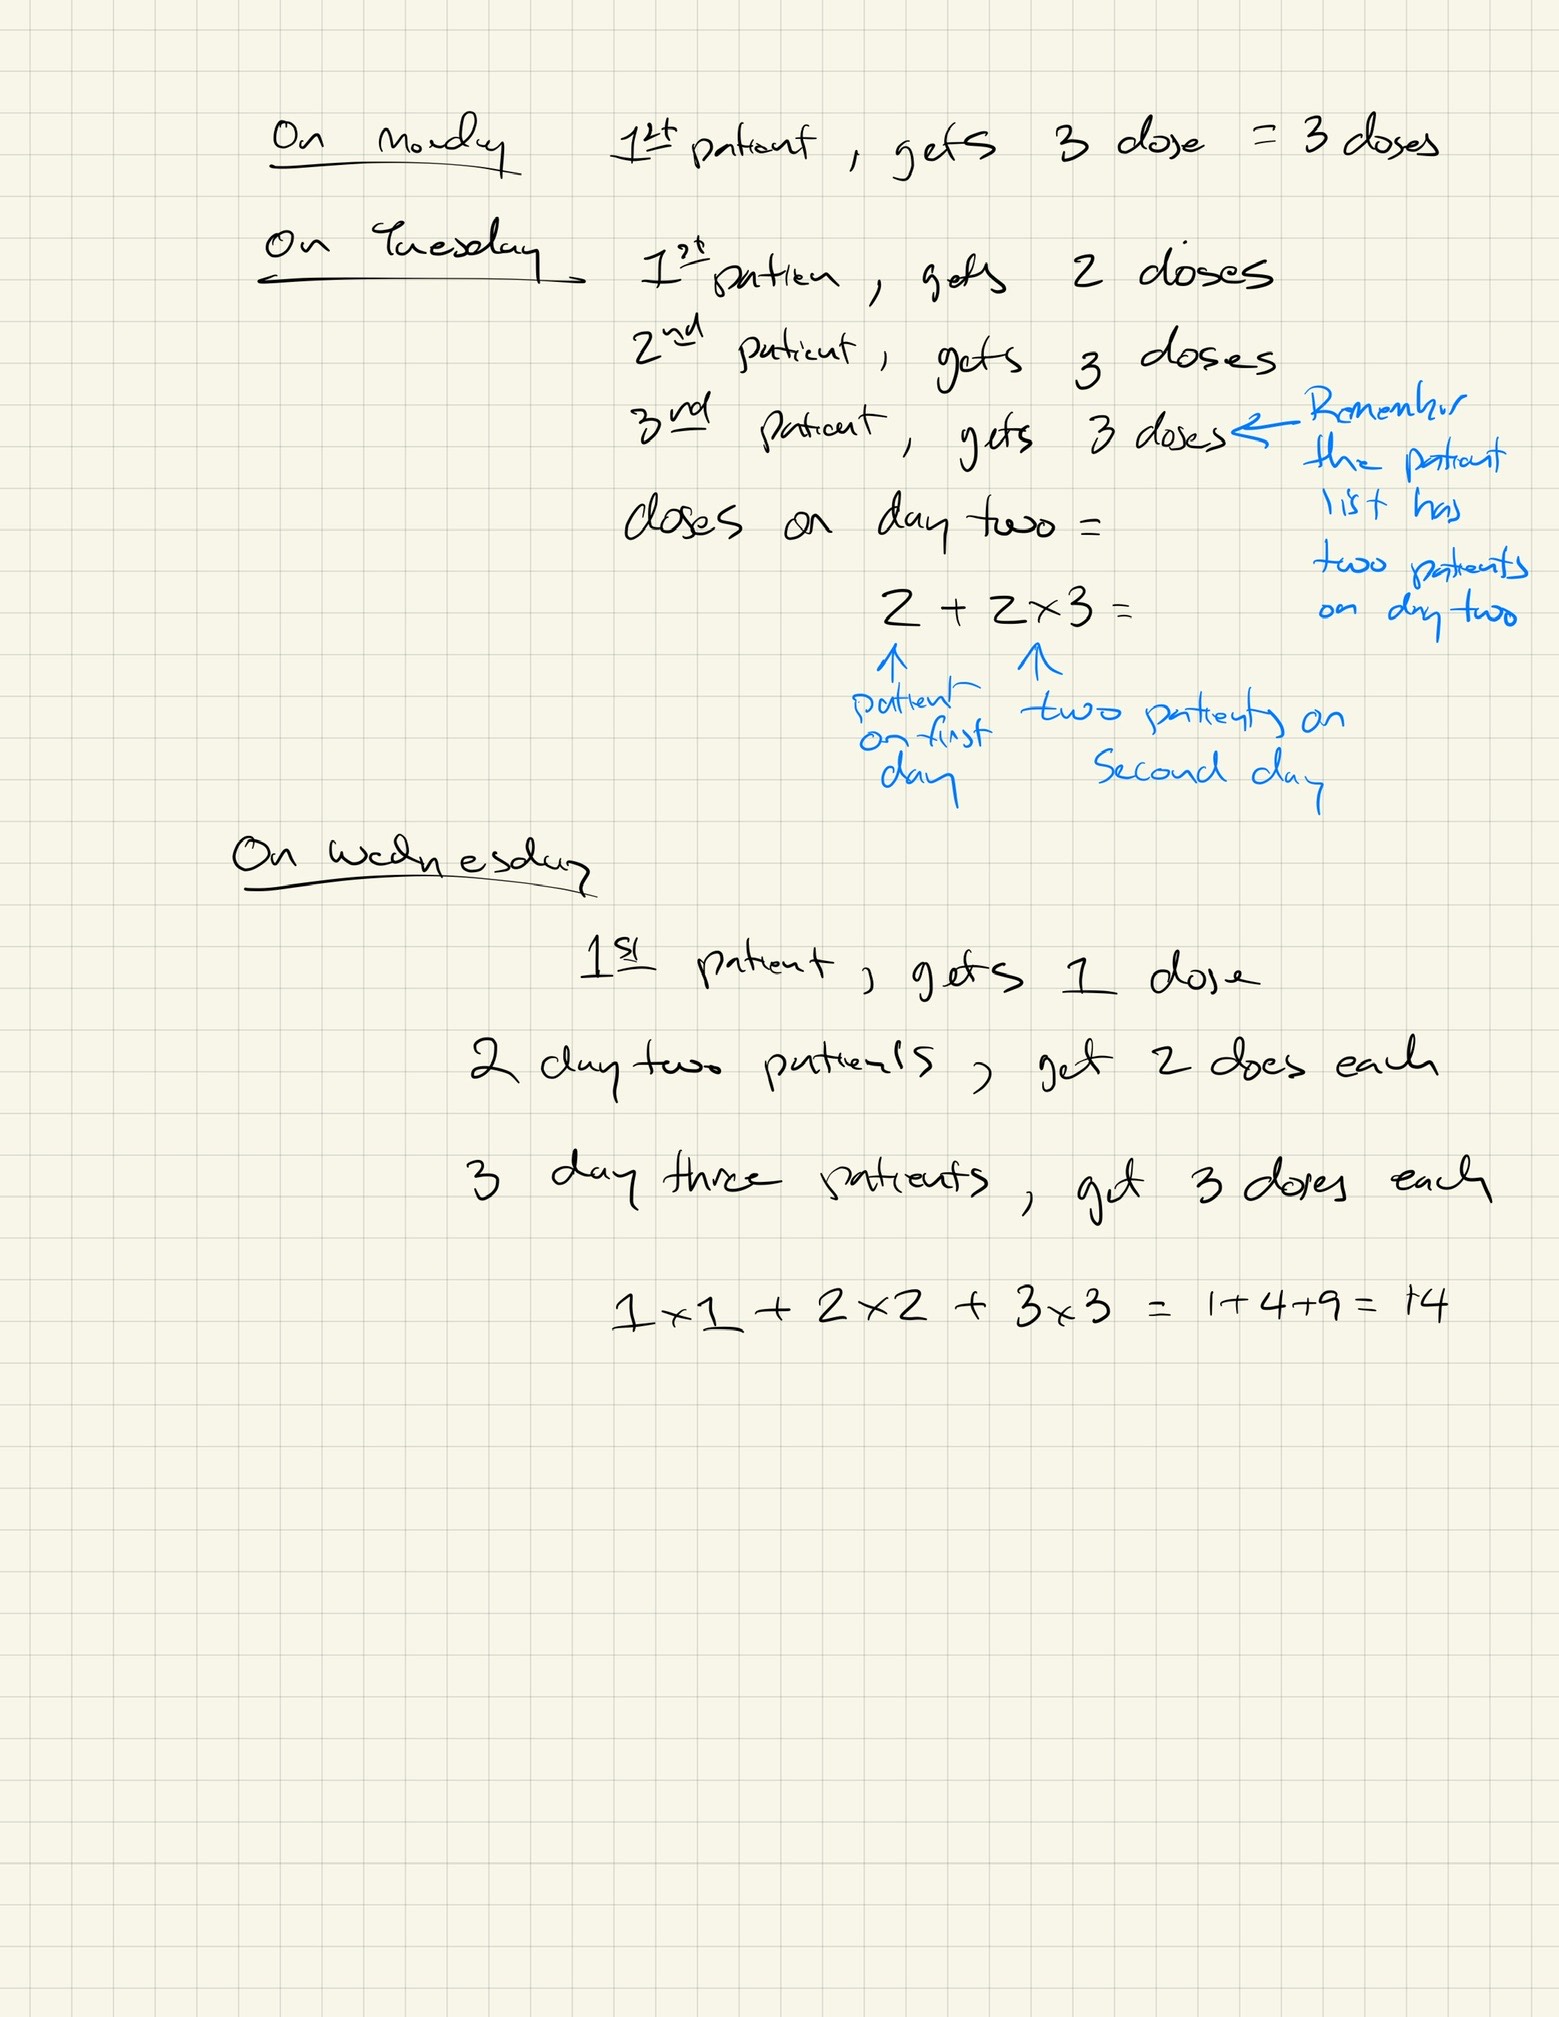 On Monday 1st patient, gets 3 dose = 3 doses
On Tuesday
1st patien, gets 2 doses
2nd patient, gets 3 doses
3rd patient, gets 3 doses ←
Remember
the patient
list has
two patients
on day two
doses on day two =
2 + 2×3 =
↑ ↑
patient
on first
day
two patients on
second day
On Wednesday
1st patient, gets 1 dose
2 day two patients, get 2 does each
3 day three patients, get 3 doses each
1×1 + 2×2 + 3×3 = 1+4+9 = 14